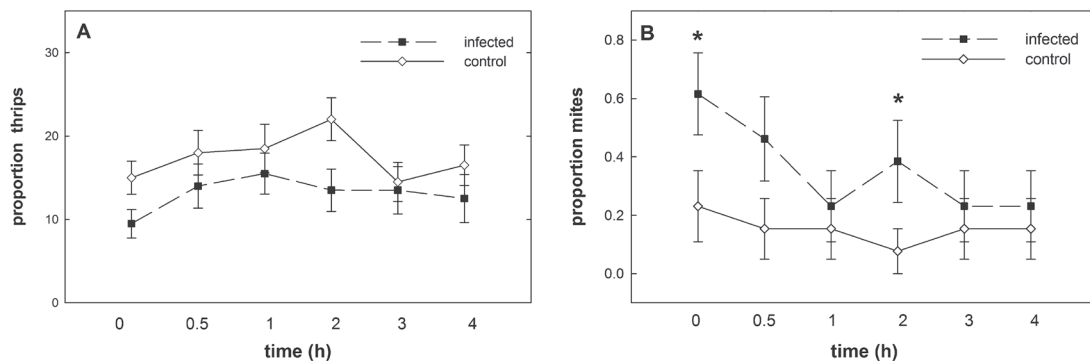 A
infected
control
proportion thrips
30
20
10
0
0 0.5 1 2 3 4
time (h)
B
infected
control
*
*
proportion mites
0.8
0.6
0.4
0.2
0.0
0 0.5 1 2 3 4
time (h)